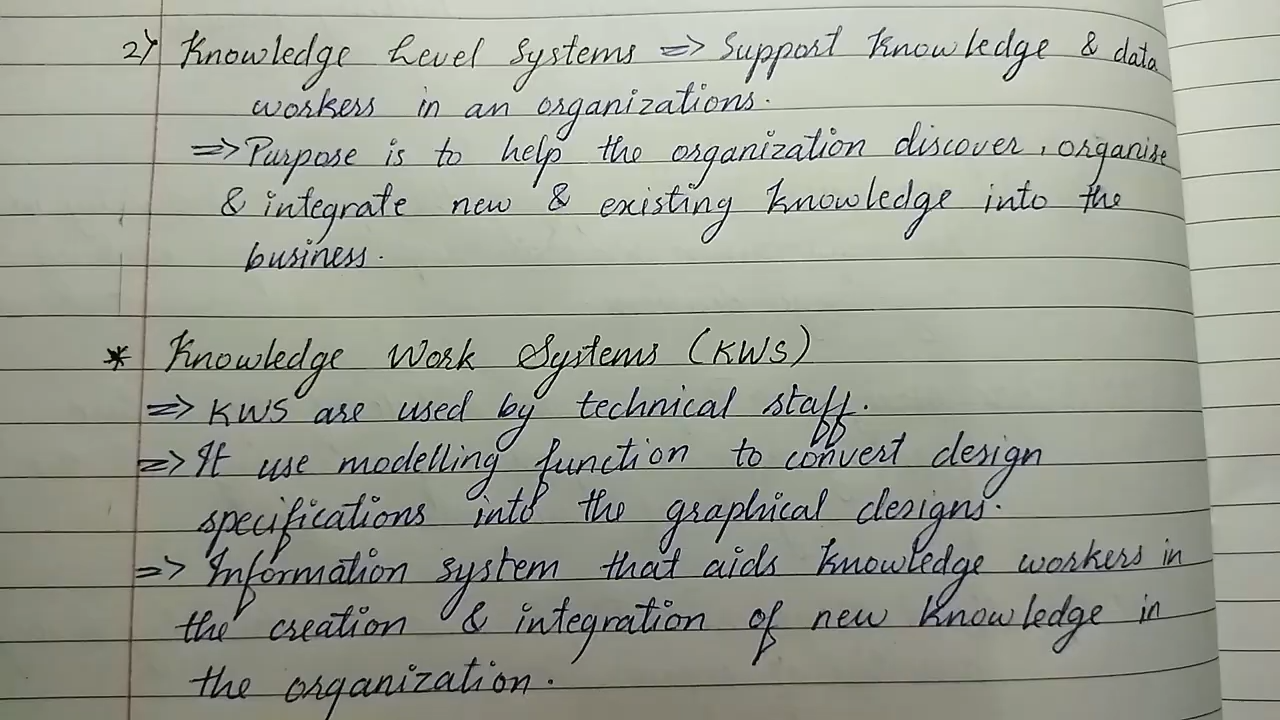 2) Knowledge Level Systems => Support Knowledge & data
workers in an organizations.
=> Purpose is to help the organization discover, organise
& integrate new & existing knowledge into the
business.
* Knowledge Work Systems (KWS)
=> KWS are used by technical staff.
=> It use modelling function to convert design
specifications into the graphical designs.
=> Information system that aids knowledge workers in
the creation & integration of new knowledge in
the organization.